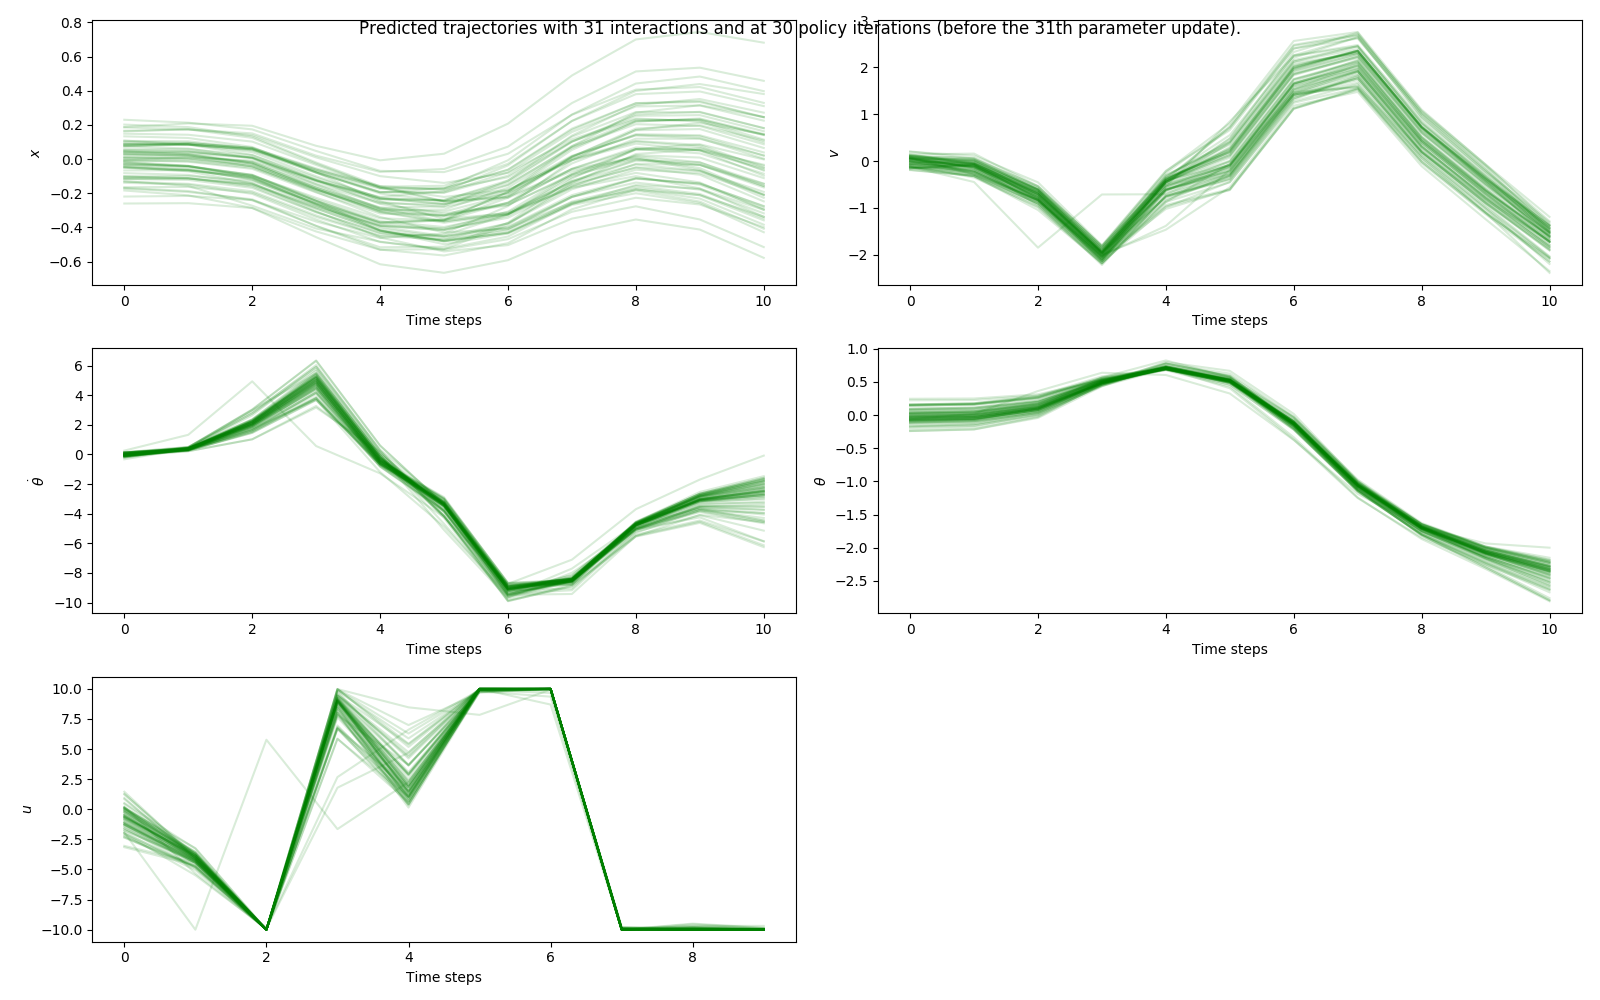 Predicted trajectories with 31 interactions and at 30 policy iterations (before the 31th parameter update).
0.8
0.6
0.4
0.2
0.0
−0.2
−0.4
−0.6
x
0 2 4 6 8 10
Time steps
3
2
1
0
−1
−2
v
0 2 4 6 8 10
Time steps
6
4
2
0
−2
−4
−6
−8
−10
θ̇
0 2 4 6 8 10
Time steps
1.0
0.5
0.0
−0.5
−1.0
−1.5
−2.0
−2.5
θ
0 2 4 6 8 10
Time steps
10.0
7.5
5.0
2.5
0.0
−2.5
−5.0
−7.5
−10.0
u
0 2 4 6 8
Time steps